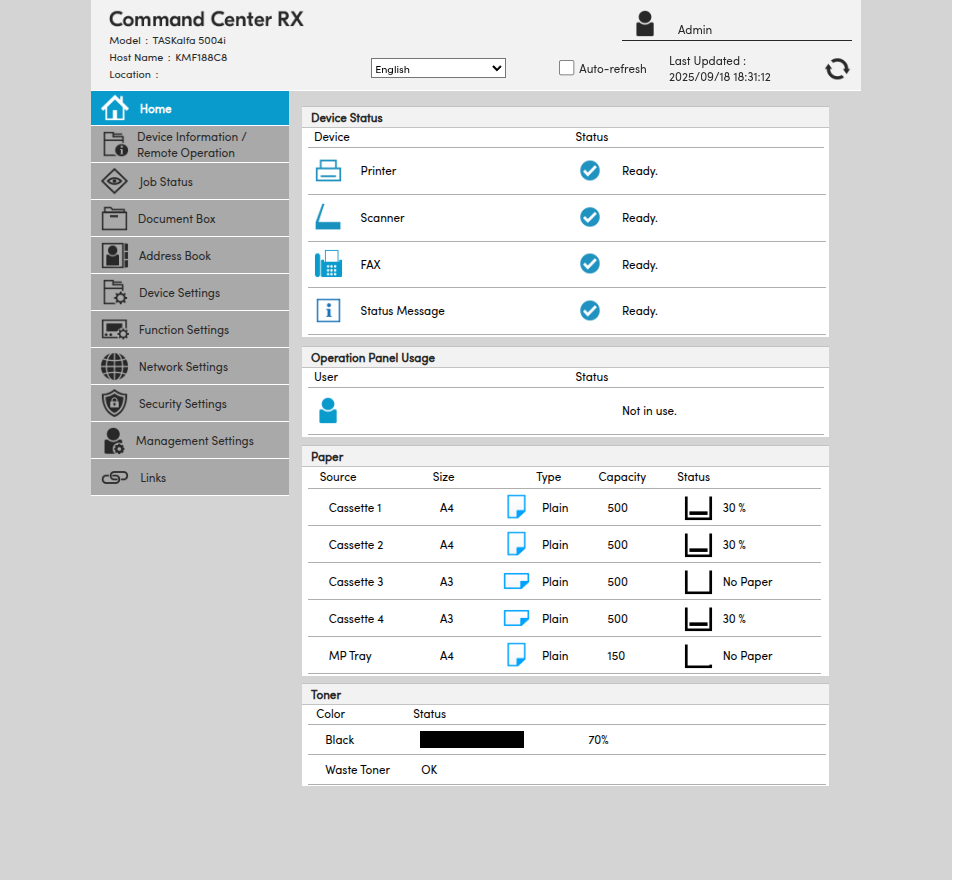 Command Center RX
Model : TASKalfa 5004i
Host Name : KMF188C8
Location :
English
Auto-refresh
Admin
Last Updated :
2025/09/18 18:31:12
Home
Device Information /
Remote Operation
Job Status
Document Box
Address Book
Device Settings
Function Settings
Network Settings
Security Settings
Management Settings
Links
Device Status
Device Status
Printer Ready.
Scanner Ready.
FAX Ready.
Status Message Ready.
Operation Panel Usage
User Status
Not in use.
Paper
Source Size Type Capacity Status
Cassette 1 A4 Plain 500 30 %
Cassette 2 A4 Plain 500 30 %
Cassette 3 A3 Plain 500 No Paper
Cassette 4 A3 Plain 500 30 %
MP Tray A4 Plain 150 No Paper
Toner
Color Status
Black 70%
Waste Toner OK